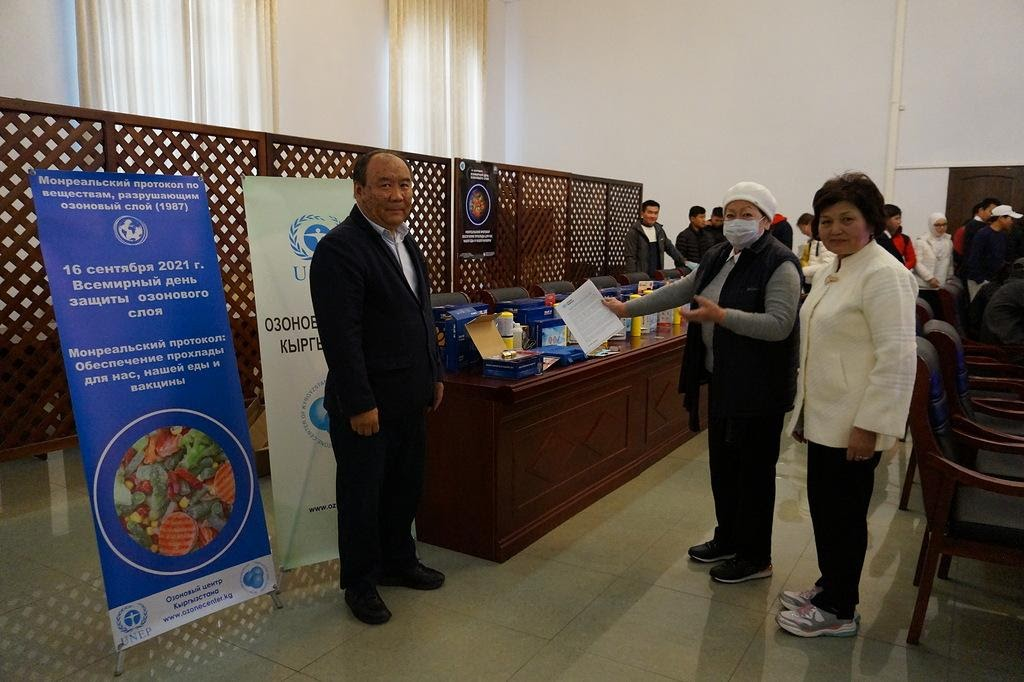 Монреальский протокол по
веществам, разрушающим
озоновый слой (1987)
16 сентября 2021 г.
Всемирный день
защиты озонового
слоя
Монреальский протокол:
Обеспечение прохлады
для нас, нашей еды и
вакцины
Озоновый центр
Кыргызстана
www.ozonecenter.kg
UNEP
U
ОЗОНОВ
КЫРГ
www.oz